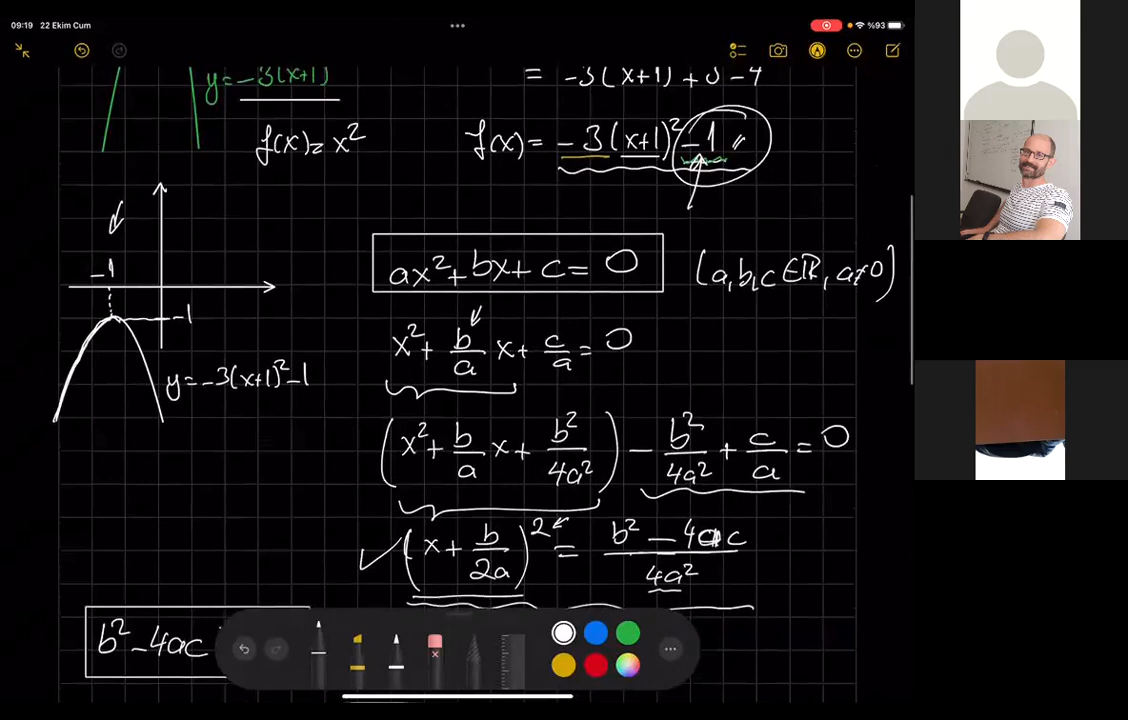 09:19 22 Ekim Cum
%93
y = -3(x+1)
= -3(x+1) + 3 - 4
f(x) = x²
f(x) = -3(x+1)² - 1
-1
-1
y = -3(x+1)² - 1
ax² + bx + c = 0 (a, b, c ∈ ℝ, a ≠ 0)
x² + b/a x + c/a = 0
(x² + b/a x + b²/4a²) - b²/4a² + c/a = 0
(x + b/2a)² = b² - 4ac / 4a²
b² - 4ac